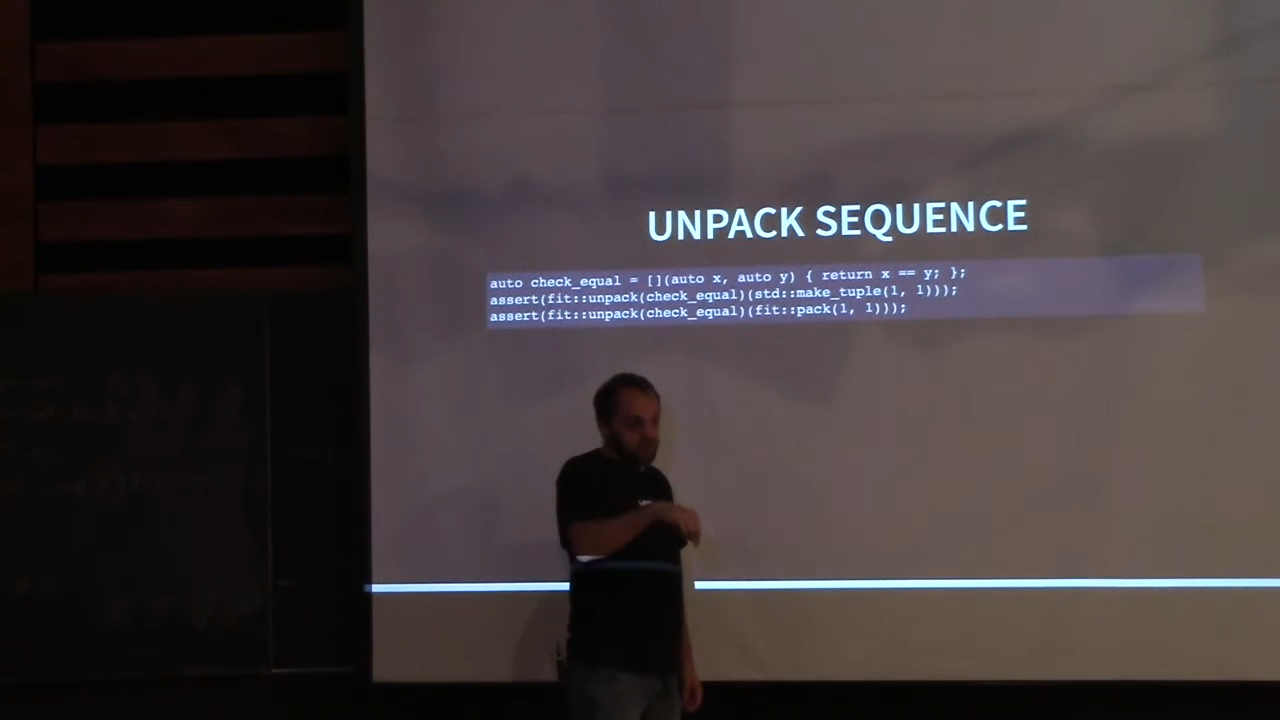 UNPACK SEQUENCE
auto check_equal = [](auto x, auto y) { return x == y; };
assert(fit::unpack(check_equal)(std::make_tuple(1, 1)));
assert(fit::unpack(check_equal)(fit::pack(1, 1)));